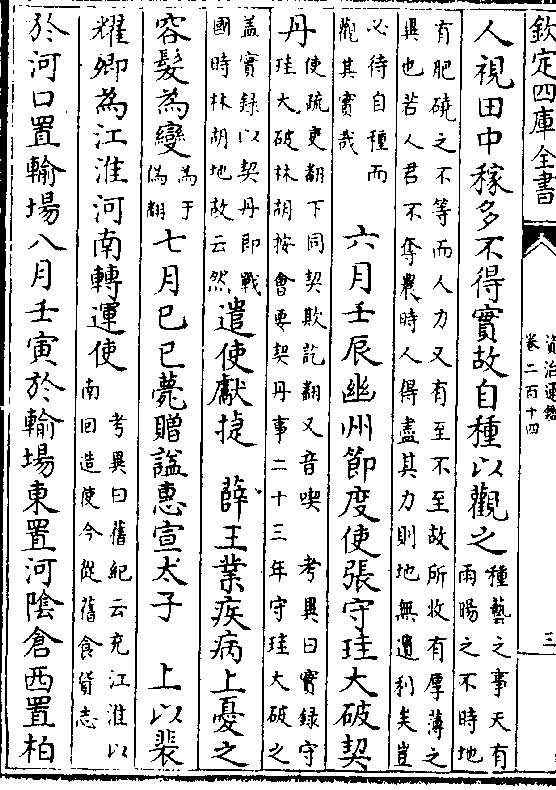 欽定四庫全書
資治通鑑
卷二百十四
三
人視田中稼多不得實故自種以觀之
種藝之事天有
雨暘之不時地
有肥磽之不等而人力又有至不至故所收有厚薄之
異也若人君不奪農時人得盡其力則地無遺利矣豈
必待自種而
觀其實哉
六月壬辰幽州節度使張守珪大破契
丹
使疏吏翻下同契欺訖翻又音喫　考異曰實録守
珪大破林胡按會要契丹事二十三年守珪大破之
蓋實録以契丹即戰
國時林胡地故云然
遣使獻捷　薛王業疾病上憂之
容髮為變
為于
偽翻
七月己巳薨贈諡惠宣太子　上以裴
耀卿為江淮河南轉運使
考異曰舊紀云充江淮以
南回造使今從舊食貨志
於河口置輸場八月壬寅於輸場東置河陰倉西置柏